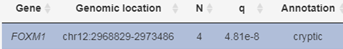 Gene Genomic location N q Annotation
FOXM1 chr12:2968829-2973486 4 4.81e-8 cryptic